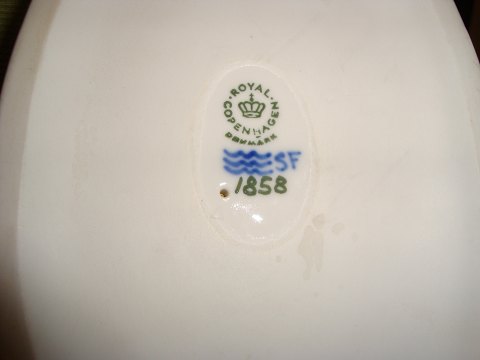 ROYAL
COPENHAGEN
DENMARK
SF
1858